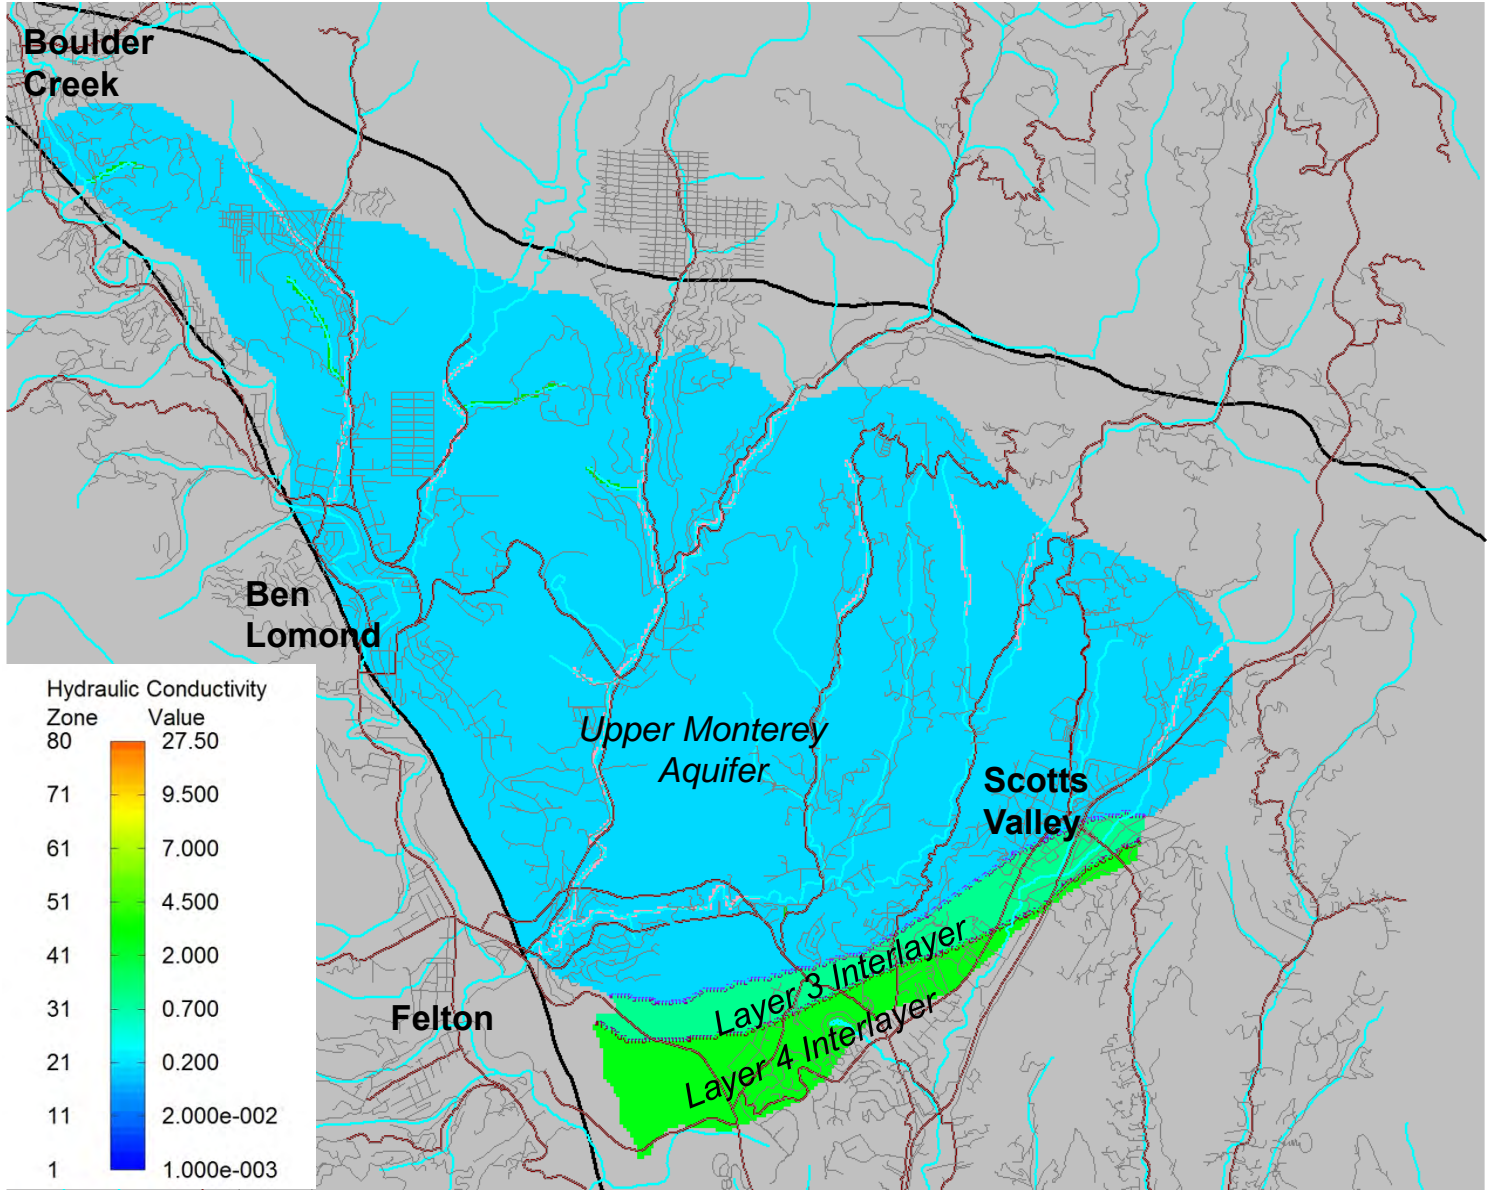 Boulder
Creek
Ben
Lomond
Hydraulic Conductivity
Zone Value
80 27.50
71 9.500
61 7.000
51 4.500
41 2.000
31 0.700
21 0.200
11 2.000e-002
1 1.000e-003
Upper Monterey
Aquifer
Scotts
Valley
Layer 3 Interlayer
Layer 4 Interlayer
Felton